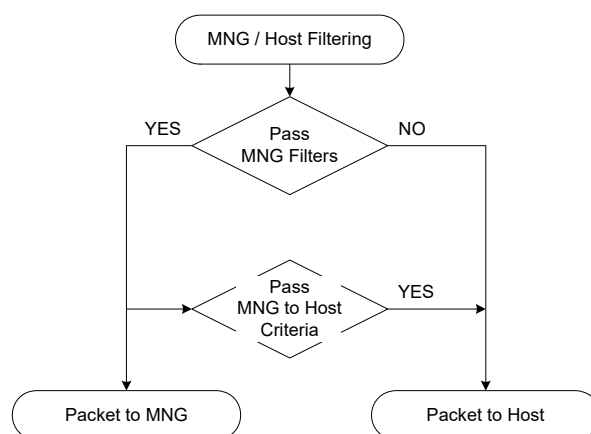 MNG / Host Filtering
YES
Pass
MNG Filters
NO
Pass
MNG to Host
Criteria
YES
Packet to MNG
Packet to Host